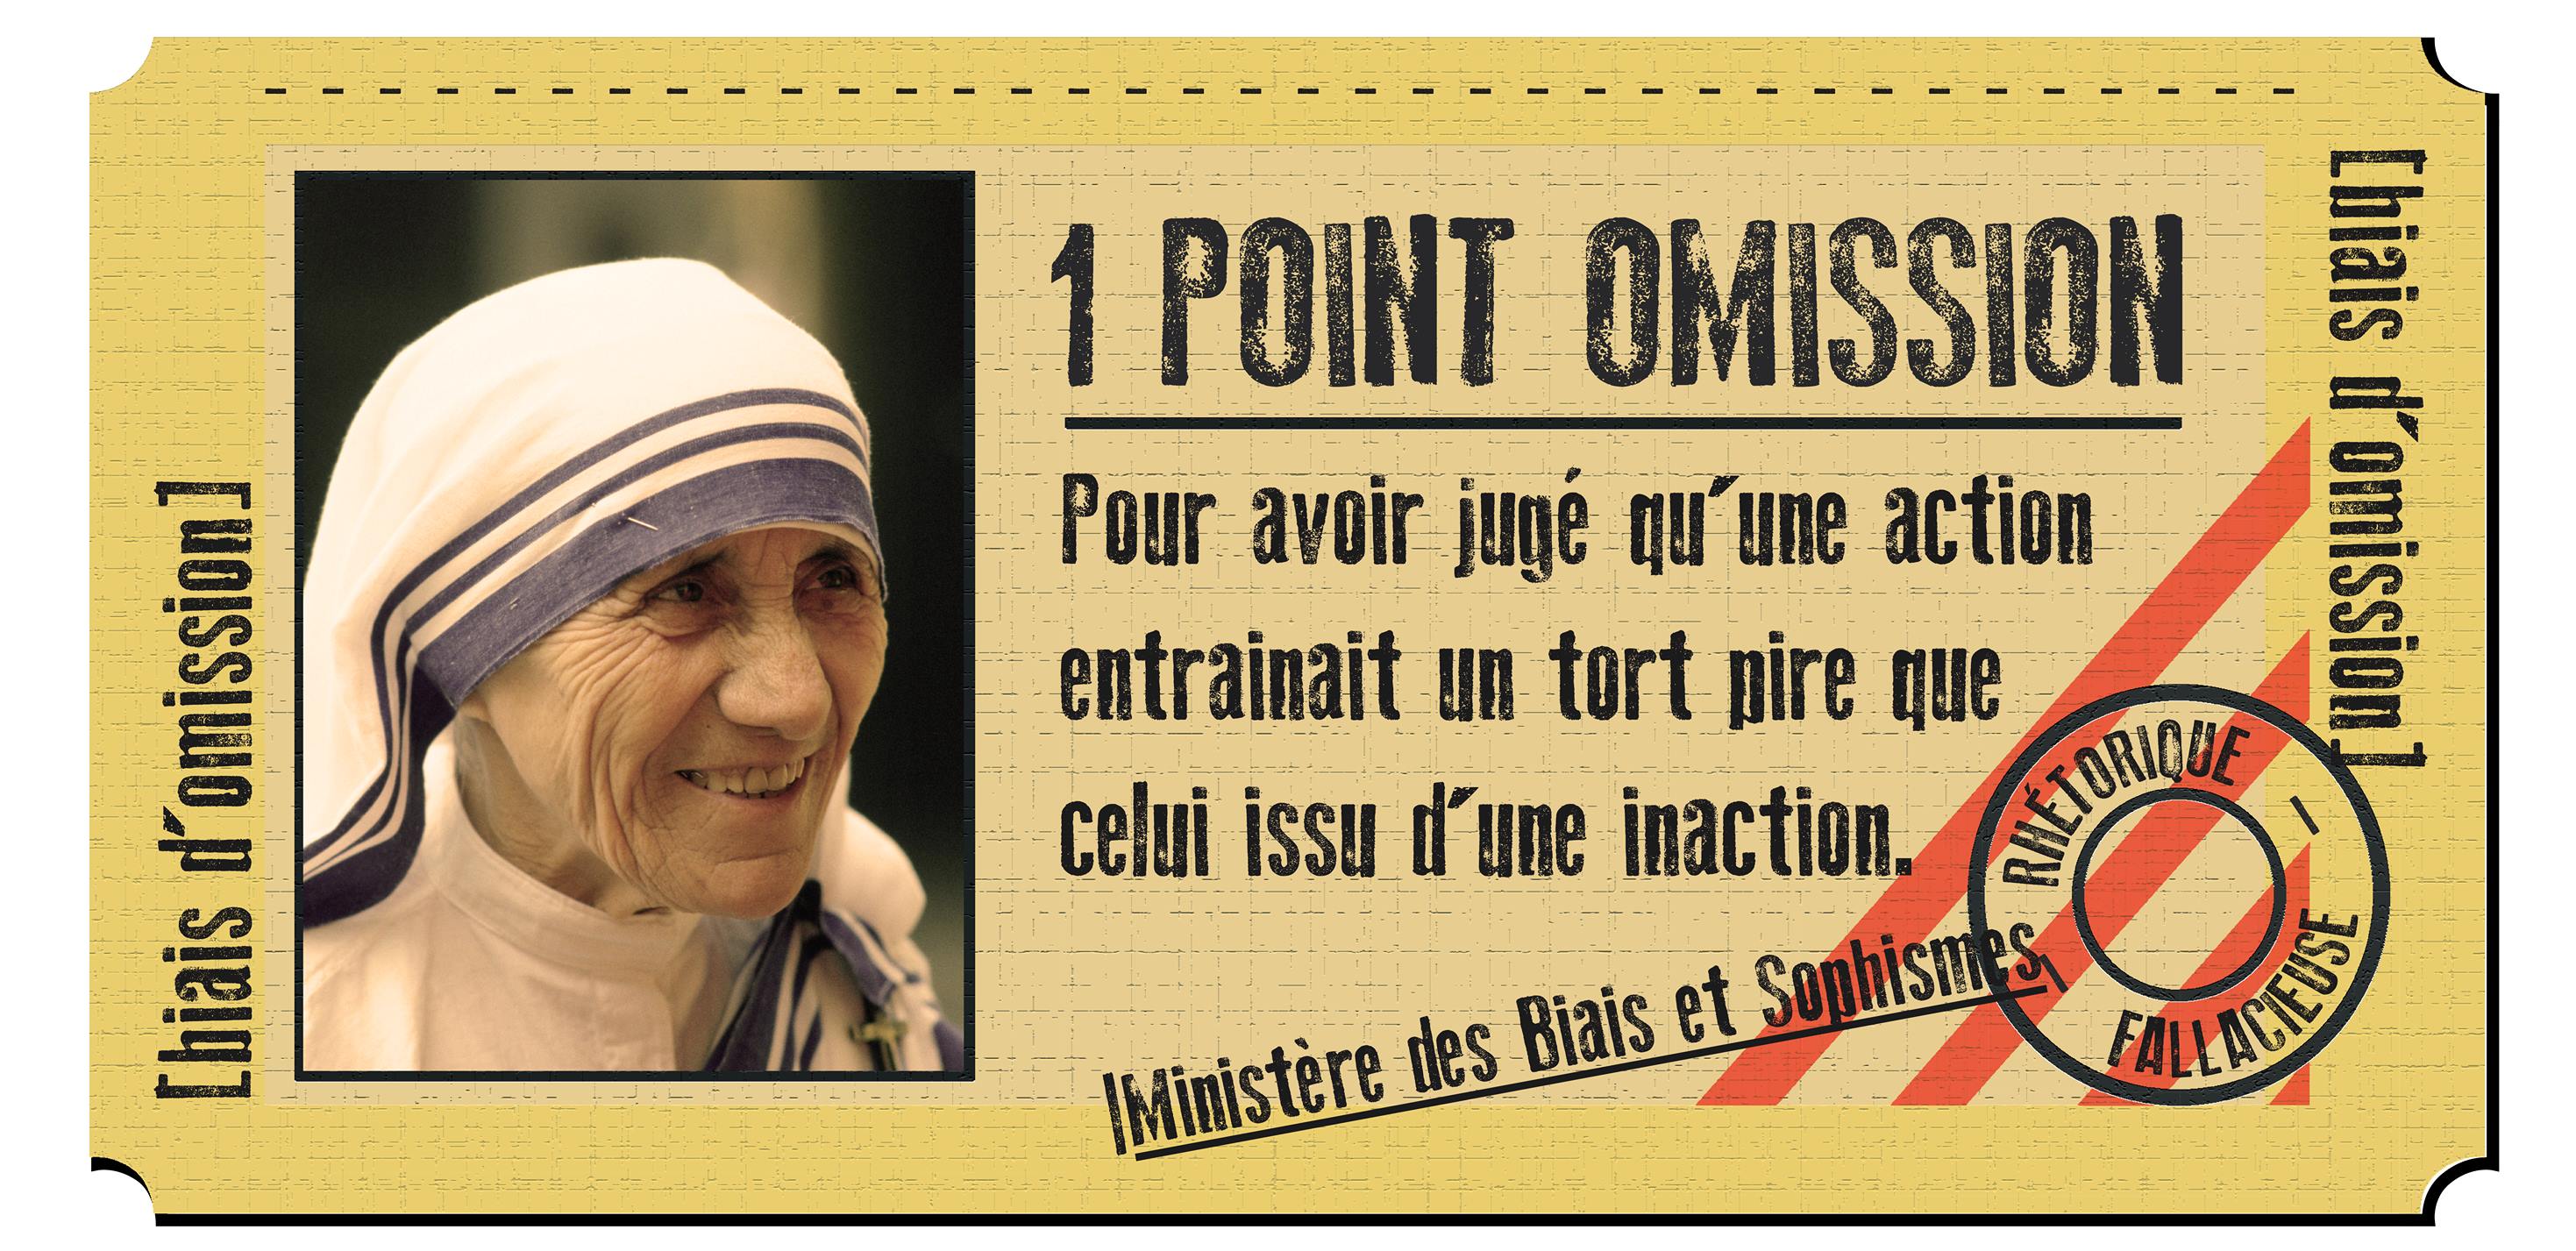 [biais d'omission]
1 POINT OMISSION
Pour avoir jugé qu'une action
entrainait un tort pire que
celui issu d'une inaction.
|Ministère des Biais et Sophismes|
RHÉTORIQUE
FALLACIEUSE
[biais d'omission]